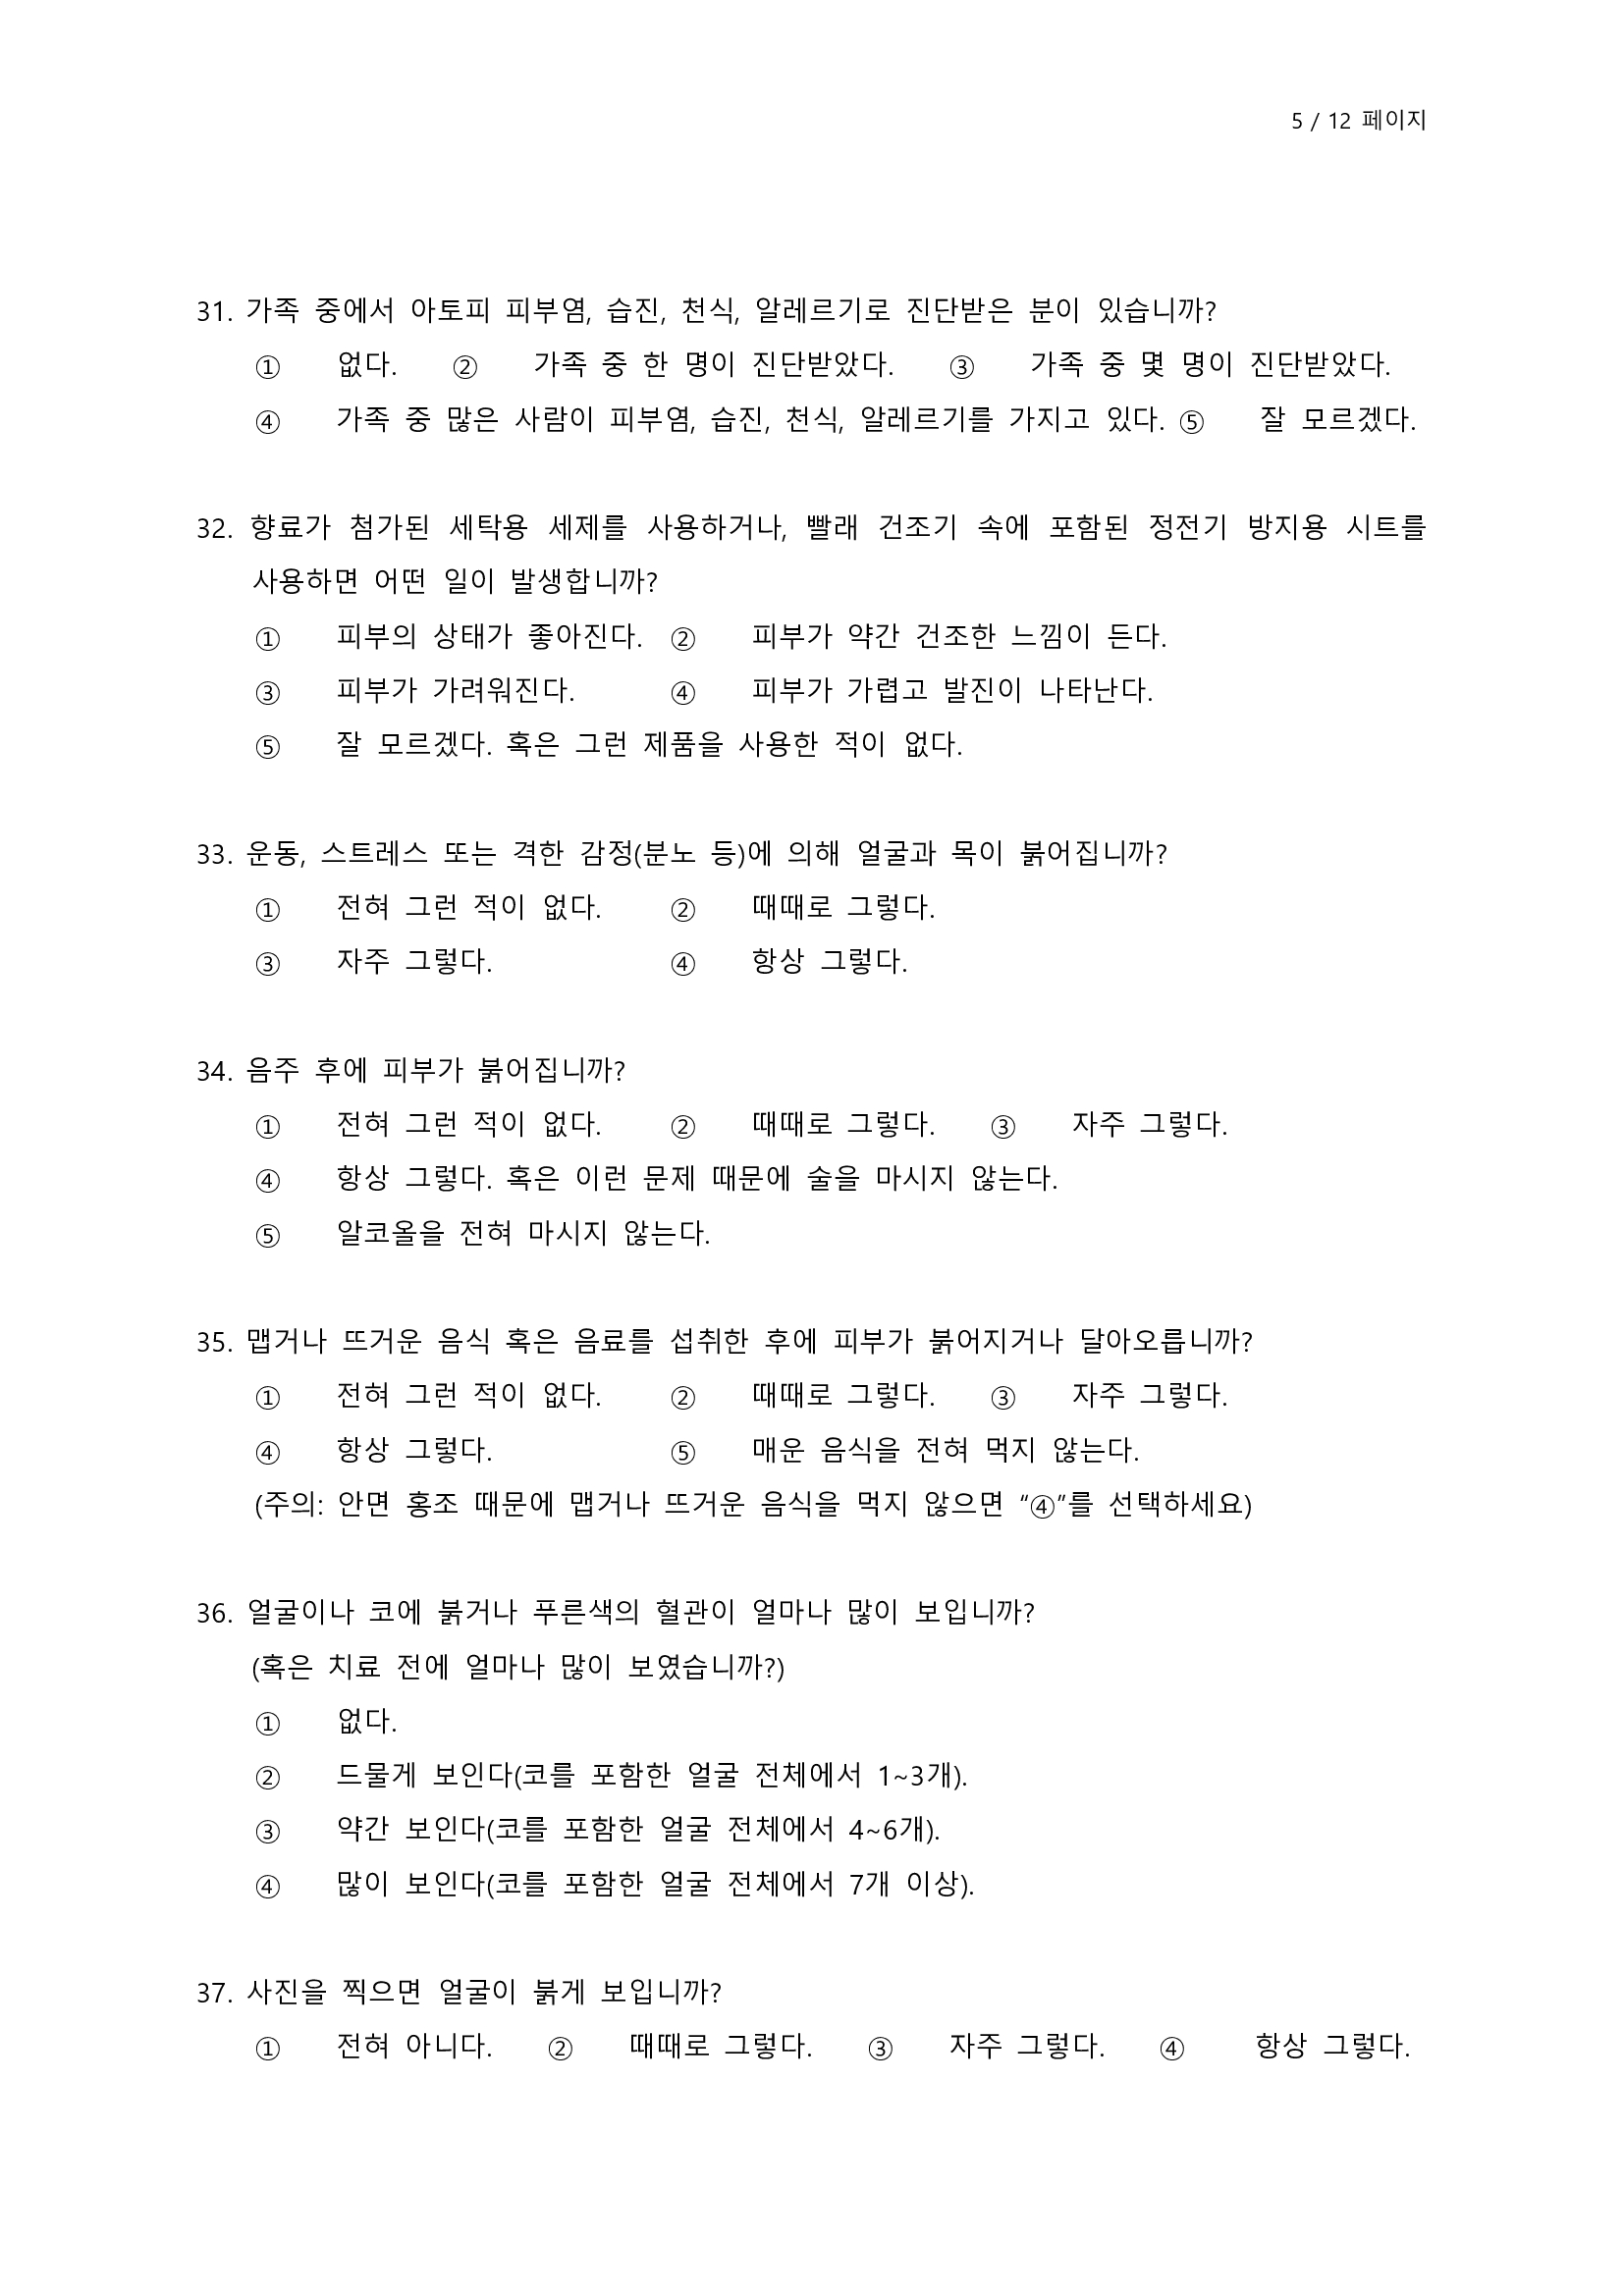 5 / 12 페이지
31. 가족 중에서 아토피 피부염, 습진, 천식, 알레르기로 진단받은 분이 있습니까?
① 없다. ② 가족 중 한 명이 진단받았다. ③ 가족 중 몇 명이 진단받았다.
④ 가족 중 많은 사람이 피부염, 습진, 천식, 알레르기를 가지고 있다. ⑤ 잘 모르겠다.
32. 향료가 첨가된 세탁용 세제를 사용하거나, 빨래 건조기 속에 포함된 정전기 방지용 시트를
사용하면 어떤 일이 발생합니까?
① 피부의 상태가 좋아진다. ② 피부가 약간 건조한 느낌이 든다.
③ 피부가 가려워진다. ④ 피부가 가렵고 발진이 나타난다.
⑤ 잘 모르겠다. 혹은 그런 제품을 사용한 적이 없다.
33. 운동, 스트레스 또는 격한 감정(분노 등)에 의해 얼굴과 목이 붉어집니까?
① 전혀 그런 적이 없다. ② 때때로 그렇다.
③ 자주 그렇다. ④ 항상 그렇다.
34. 음주 후에 피부가 붉어집니까?
① 전혀 그런 적이 없다. ② 때때로 그렇다. ③ 자주 그렇다.
④ 항상 그렇다. 혹은 이런 문제 때문에 술을 마시지 않는다.
⑤ 알코올을 전혀 마시지 않는다.
35. 맵거나 뜨거운 음식 혹은 음료를 섭취한 후에 피부가 붉어지거나 달아오릅니까?
① 전혀 그런 적이 없다. ② 때때로 그렇다. ③ 자주 그렇다.
④ 항상 그렇다. ⑤ 매운 음식을 전혀 먹지 않는다.
(주의: 안면 홍조 때문에 맵거나 뜨거운 음식을 먹지 않으면 “④”를 선택하세요)
36. 얼굴이나 코에 붉거나 푸른색의 혈관이 얼마나 많이 보입니까?
(혹은 치료 전에 얼마나 많이 보였습니까?)
① 없다.
② 드물게 보인다(코를 포함한 얼굴 전체에서 1~3개).
③ 약간 보인다(코를 포함한 얼굴 전체에서 4~6개).
④ 많이 보인다(코를 포함한 얼굴 전체에서 7개 이상).
37. 사진을 찍으면 얼굴이 붉게 보입니까?
① 전혀 아니다. ② 때때로 그렇다. ③ 자주 그렇다. ④ 항상 그렇다.